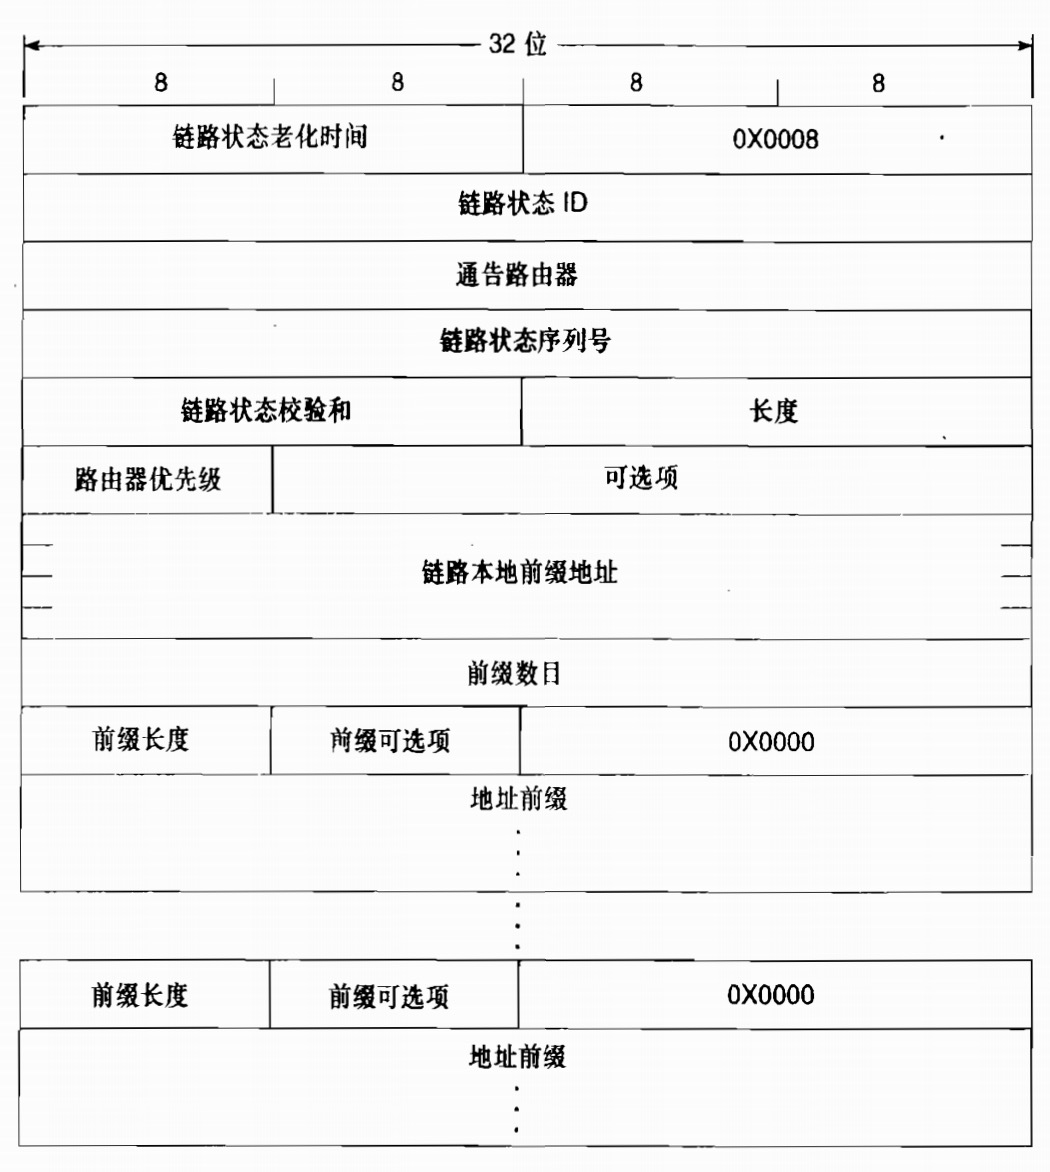 32 位
8 8 8 8
链路状态老化时间 0X0008
链路状态 ID
通告路由器
链路状态序列号
链路状态校验和 长度
路由器优先级 可选项
链路本地前缀地址
前缀数目
前缀长度 前缀可选项 0X0000
地址前缀
前缀长度 前缀可选项 0X0000
地址前缀